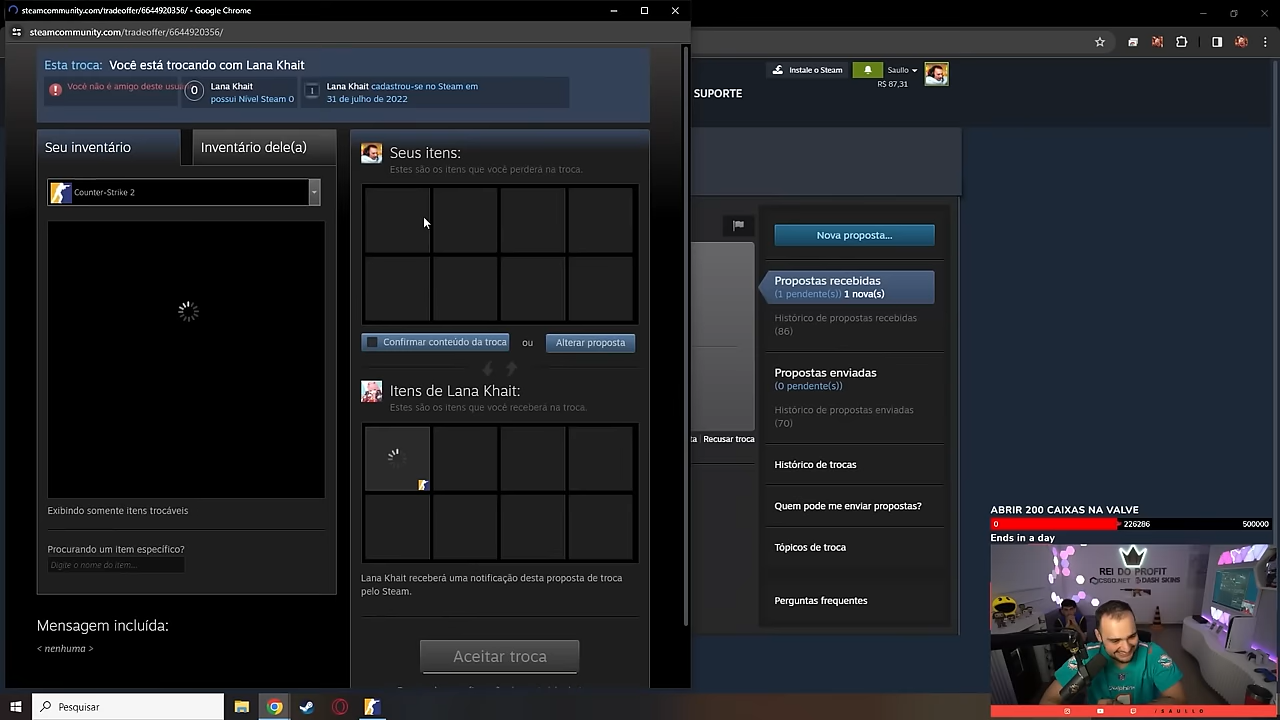 steamcommunity.com/tradeoffer/6644920356/ - Google Chrome
steamcommunity.com/tradeoffer/6644920356/
Esta troca: Você está trocando com Lana Khait
Você não é amigo deste usuá
0
Lana Khait
possui Nível Steam 0
1
Lana Khait cadastrou-se no Steam em
31 de julho de 2022
Seu inventário
Inventário dele(a)
Counter-Strike 2
Exibindo somente itens trocáveis
Procurando um item específico?
Digite o nome do item...
Mensagem incluída:
< nenhuma >
Seus itens:
Estes são os itens que você perderá na troca.
Confirmar conteúdo da troca
ou
Alterar proposta
Itens de Lana Khait:
Estes são os itens que você receberá na troca.
Lana Khait receberá uma notificação desta proposta de troca
pelo Steam.
Aceitar troca
Instale o Steam
Saullo
R$ 87,31
SUPORTE
ta
Recusar troca
Nova proposta...
Propostas recebidas
(1 pendente(s)) 1 nova(s)
Histórico de propostas recebidas
(86)
Propostas enviadas
(0 pendente(s))
Histórico de propostas enviadas
(70)
Histórico de trocas
Quem pode me enviar propostas?
Tópicos de troca
Perguntas frequentes
ABRIR 200 CAIXAS NA VALVE
0
226286
500000
Ends in a day
REI DO PROFIT
CSGO.NET DASH SKINS
/SAULLO
Pesquisar